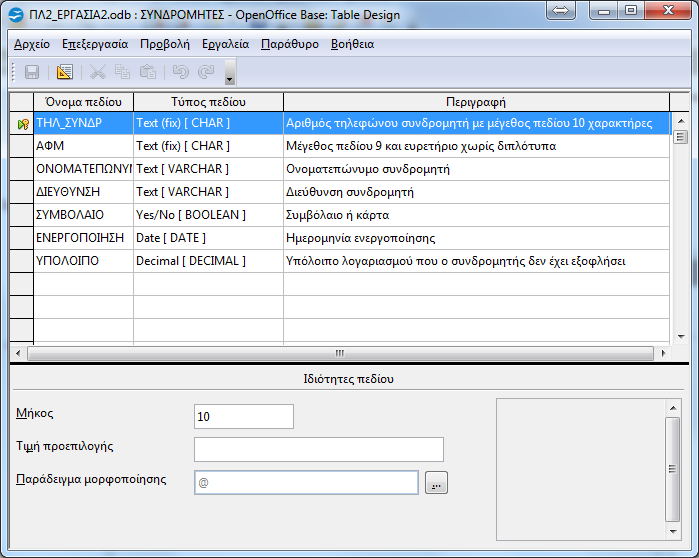 ΠΛ2_ΕΡΓΑΣΙΑ2.odb : ΣΥΝΔΡΟΜΗΤΕΣ - OpenOffice Base: Table Design
Αρχείο Επεξεργασία Προβολή Εργαλεία Παράθυρο Βοήθεια
Όνομα πεδίου Τύπος πεδίου Περιγραφή
ΤΗΛ_ΣΥΝΔΡ Text (fix) [ CHAR ] Αριθμός τηλεφώνου συνδρομητή με μέγεθος πεδίου 10 χαρακτήρες
ΑΦΜ Text (fix) [ CHAR ] Μέγεθος πεδίου 9 και ευρετήριο χωρίς διπλότυπα
ΟΝΟΜΑΤΕΠΩΝΥΜ Text [ VARCHAR ] Ονοματεπώνυμο συνδρομητή
ΔΙΕΥΘΥΝΣΗ Text [ VARCHAR ] Διεύθυνση συνδρομητή
ΣΥΜΒΟΛΑΙΟ Yes/No [ BOOLEAN ] Συμβόλαιο ή κάρτα
ΕΝΕΡΓΟΠΟΙΗΣΗ Date [ DATE ] Ημερομηνία ενεργοποίησης
ΥΠΟΛΟΙΠΟ Decimal [ DECIMAL ] Υπόλοιπο λογαριασμού που ο συνδρομητής δεν έχει εξοφλήσει
Ιδιότητες πεδίου
Μήκος 10
Τιμή προεπιλογής
Παράδειγμα μορφοποίησης @ ...